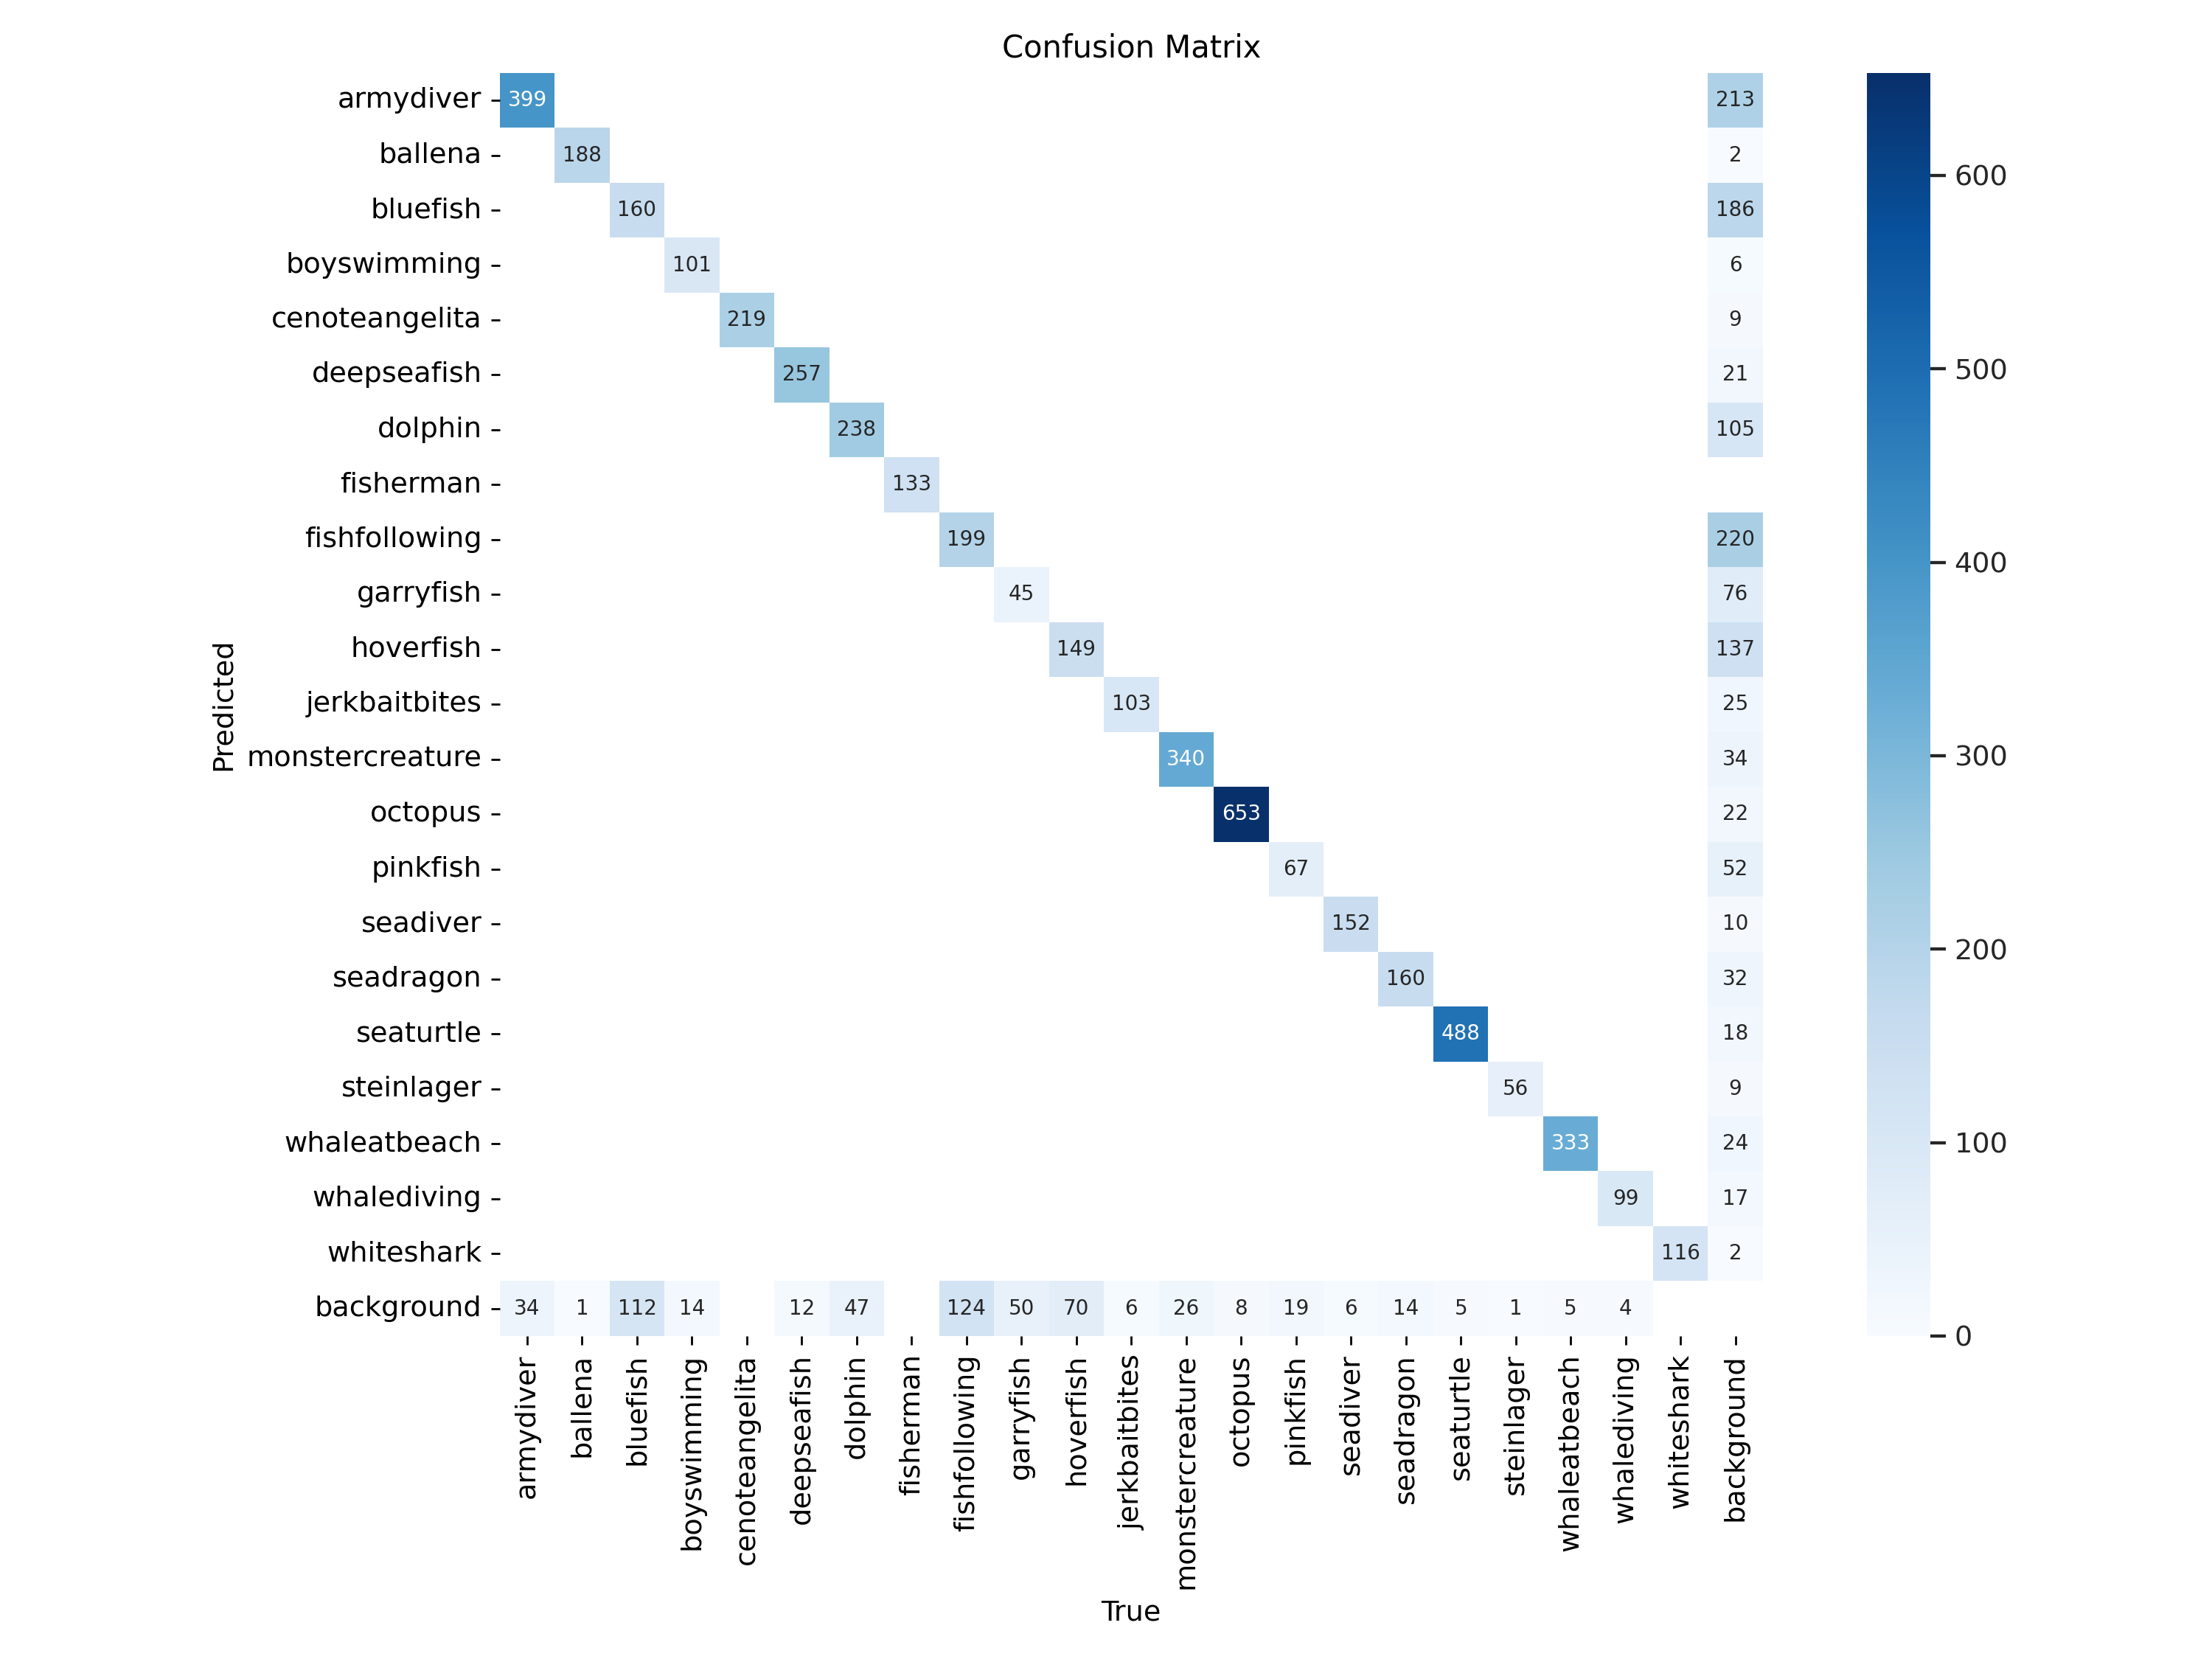 Confusion Matrix
Predicted
armydiver 399 213
ballena 188 2
bluefish 160 186
boyswimming 101 6
cenoteangelita 219 9
deepseafish 257 21
dolphin 238 105
fisherman 133
fishfollowing 199 220
garryfish 45 76
hoverfish 149 137
jerkbaitbites 103 25
monstercreature 340 34
octopus 653 22
pinkfish 67 52
seadiver 152 10
seadragon 160 32
seaturtle 488 18
steinlager 56 9
whaleatbeach 333 24
whalediving 99 17
whiteshark 116 2
background 34 1 112 14 12 47 124 50 70 6 26 8 19 6 14 5 1 5 4
armydiver
ballena
bluefish
boyswimming
cenoteangelita
deepseafish
dolphin
fisherman
fishfollowing
garryfish
hoverfish
jerkbaitbites
monstercreature
octopus
pinkfish
seadiver
seadragon
seaturtle
steinlager
whaleatbeach
whalediving
whiteshark
background
True
600
500
400
300
200
100
0